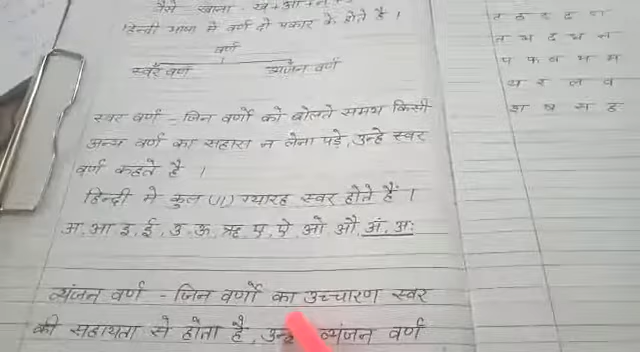 जैसे खाना - ख + आ + न +
हिन्दी भाषा में वर्ण दो प्रकार के होते है ।
वर्ण
स्वर वर्ण व्यंजन वर्ण
स्वर वर्ण - जिन वर्णों को बोलते समय किसी
अन्य वर्ण का सहारा न लेना पड़े, उन्हे स्वर
वर्ण कहते है ।
हिन्दी मे कुल (11) ग्यारह स्वर होते हैं ।
अ, आ, इ, ई, उ, ऊ, ऋ, ए, ऐ, ओ, औ, अं, अः
व्यंजन वर्ण - जिन वर्णों का उच्चारण स्वर
की सहायता से होता है, उन्हे व्यंजन वर्ण
ट ठ ड ढ ण
त थ द ध न
प फ ब भ म
य र ल व
श ष स ह